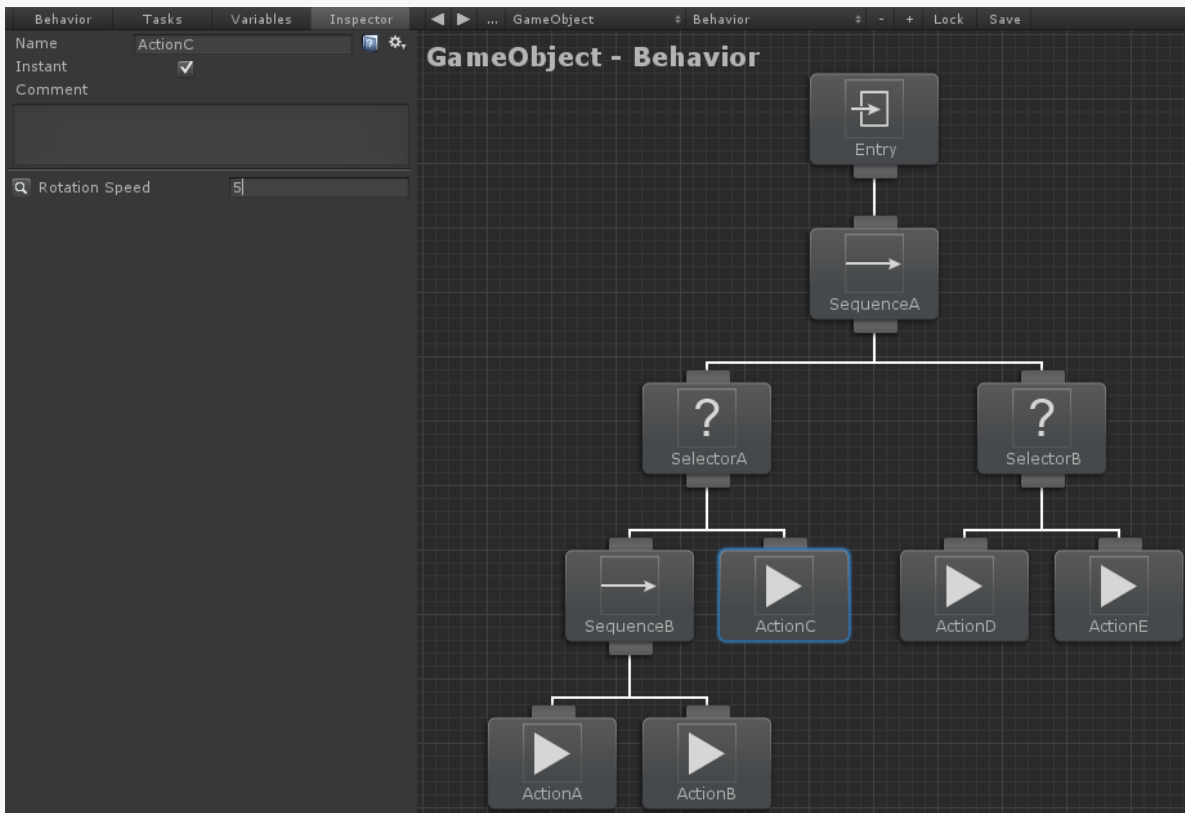 Behavior Tasks Variables Inspector ... GameObject Behavior - + Lock Save
Name ActionC
Instant
Comment
Rotation Speed 5
GameObject - Behavior
Entry
SequenceA
? ?
SelectorA SelectorB
SequenceB ActionC ActionD ActionE
ActionA ActionB